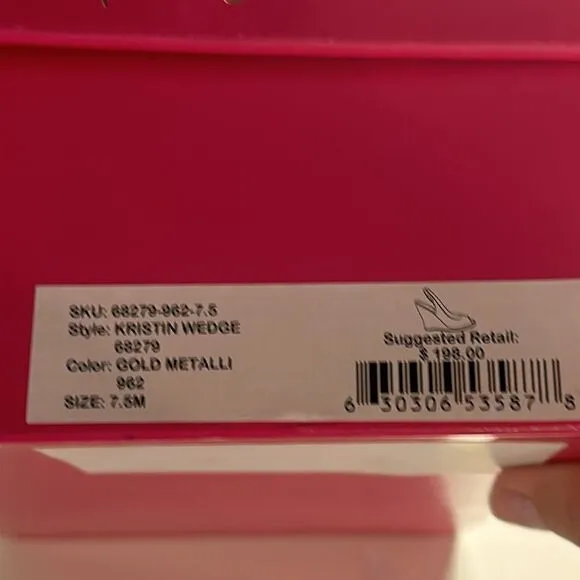 SKU: 68279-962-7.5
Style: KRISTIN WEDGE
68279
Color: GOLD METALLI
962
SIZE: 7.5M
Suggested Retail:
$ 198.00
6 30306 53587 8